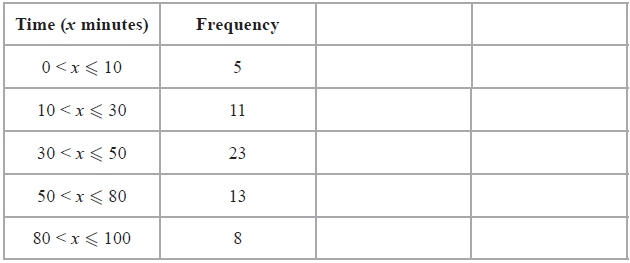 Time (x minutes) Frequency
0 < x ⩽ 10 5
10 < x ⩽ 30 11
30 < x ⩽ 50 23
50 < x ⩽ 80 13
80 < x ⩽ 100 8